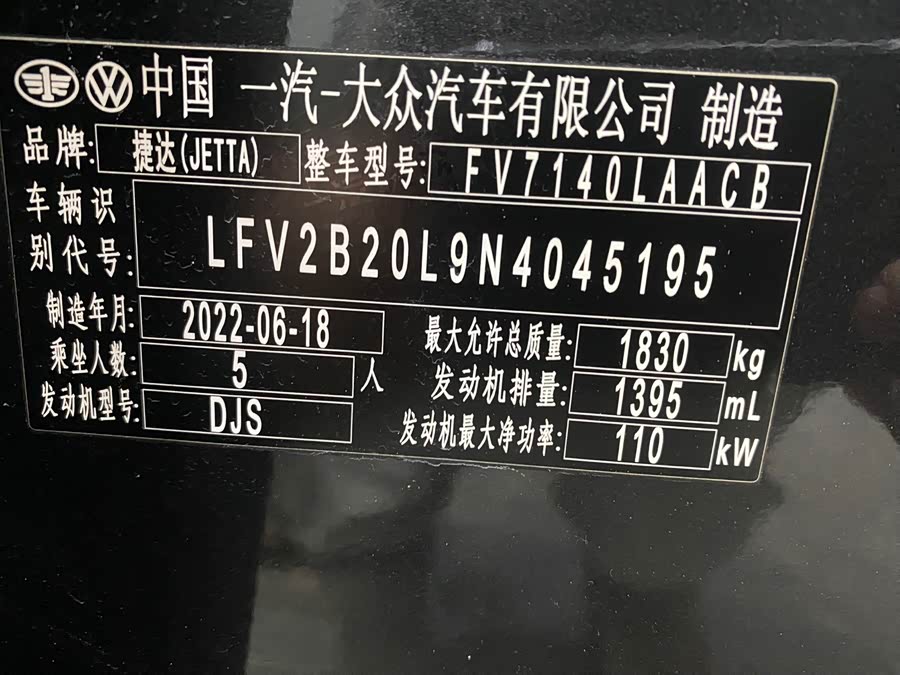 中国 一汽-大众汽车有限公司 制造
品牌: 捷达(JETTA) 整车型号: FV7140LAACB
车辆识别代号: LFV2B20L9N4045195
制造年月: 2022-06-18 最大允许总质量: 1830 kg
乘坐人数: 5 人 发动机排量: 1395 mL
发动机型号: DJS 发动机最大净功率: 110 kW